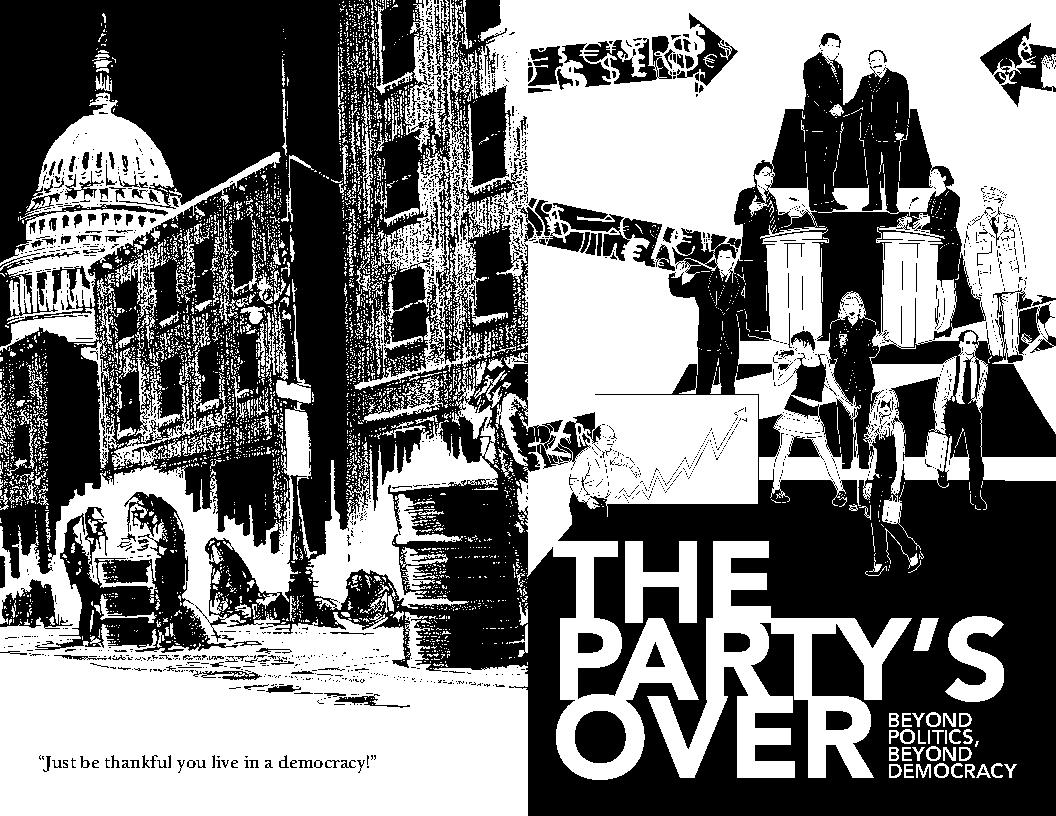 “Just be thankful you live in a democracy!”
THE
PARTY’S
OVER
BEYOND
POLITICS,
BEYOND
DEMOCRACY